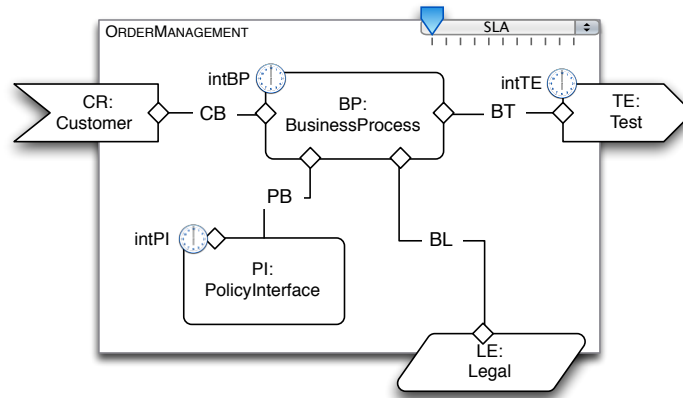 ORDERMANAGEMENT
SLA
intBP
intTE
CR:
Customer
CB
BP:
BusinessProcess
BT
TE:
Test
PB
intPI
BL
PI:
PolicyInterface
LE:
Legal